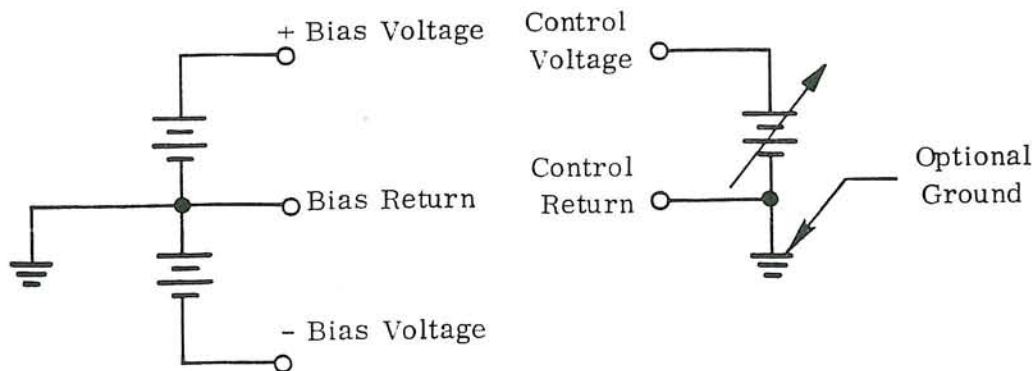 + Bias Voltage
Bias Return
- Bias Voltage
Control
Voltage
Control
Return
Optional
Ground